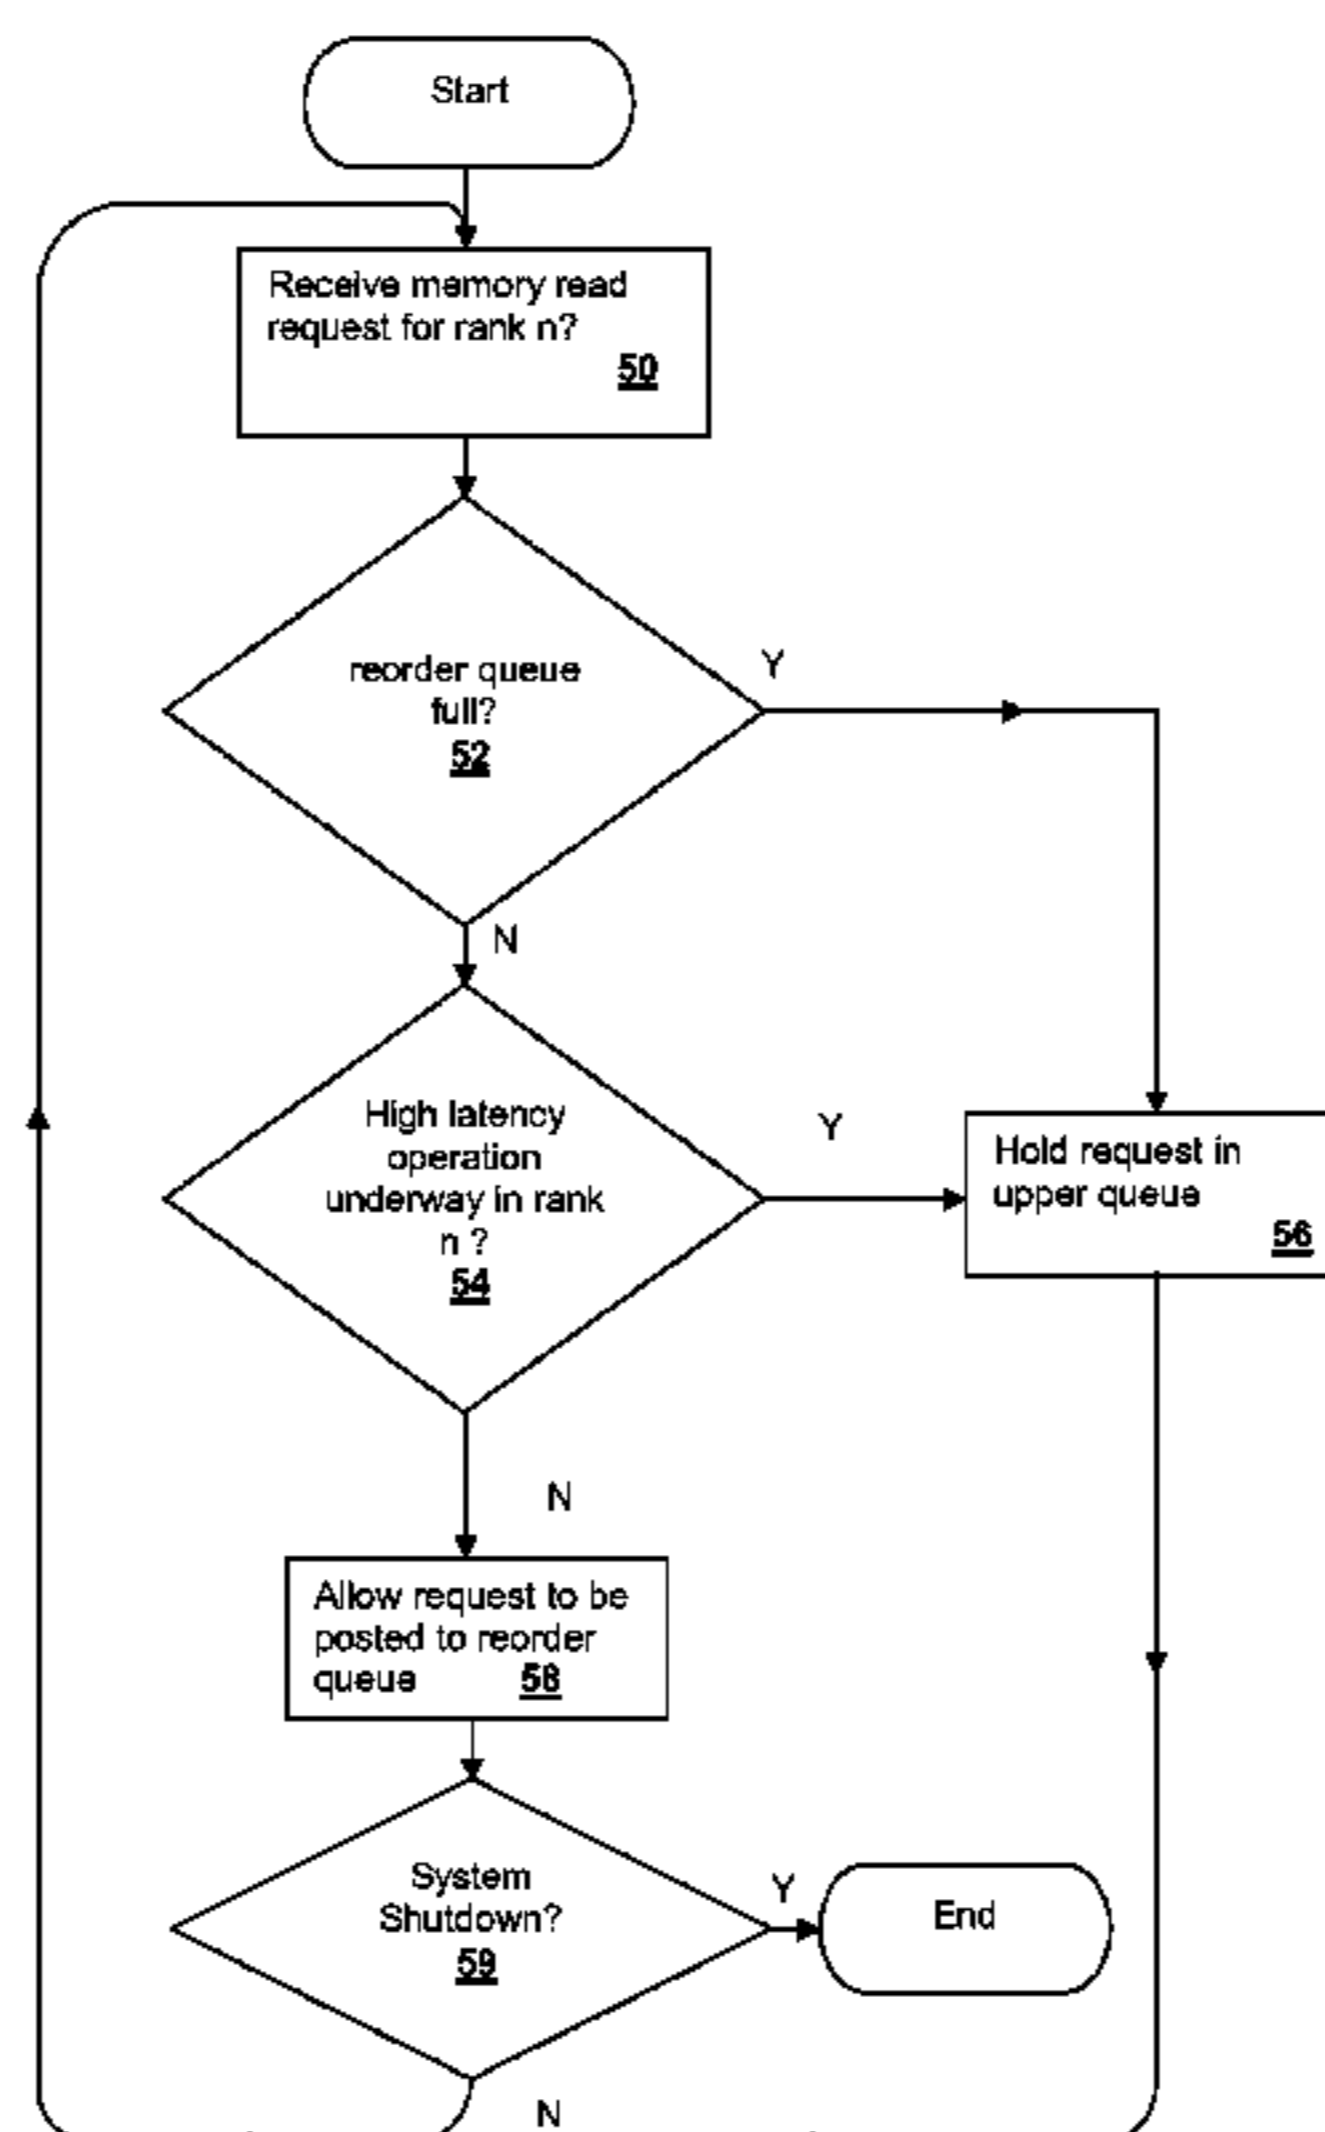 Start
Receive memory read
request for rank n?
50
reorder queue
full?
52
Y
N
High latency
operation
underway in rank
n ?
54
Y
Hold request in
upper queue
56
N
Allow request to be
posted to reorder
queue 58
System
Shutdown?
59
Y
End
N